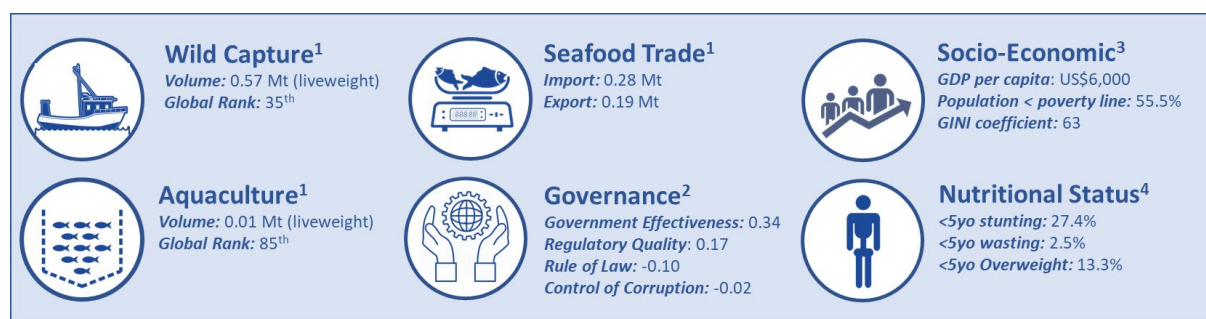 Wild Capture¹
Volume: 0.57 Mt (liveweight)
Global Rank: 35th
Seafood Trade¹
Import: 0.28 Mt
Export: 0.19 Mt
Socio-Economic³
GDP per capita: US$6,000
Population < poverty line: 55.5%
GINI coefficient: 63
Aquaculture¹
Volume: 0.01 Mt (liveweight)
Global Rank: 85th
Governance²
Government Effectiveness: 0.34
Regulatory Quality: 0.17
Rule of Law: -0.10
Control of Corruption: -0.02
Nutritional Status⁴
<5yo stunting: 27.4%
<5yo wasting: 2.5%
<5yo Overweight: 13.3%